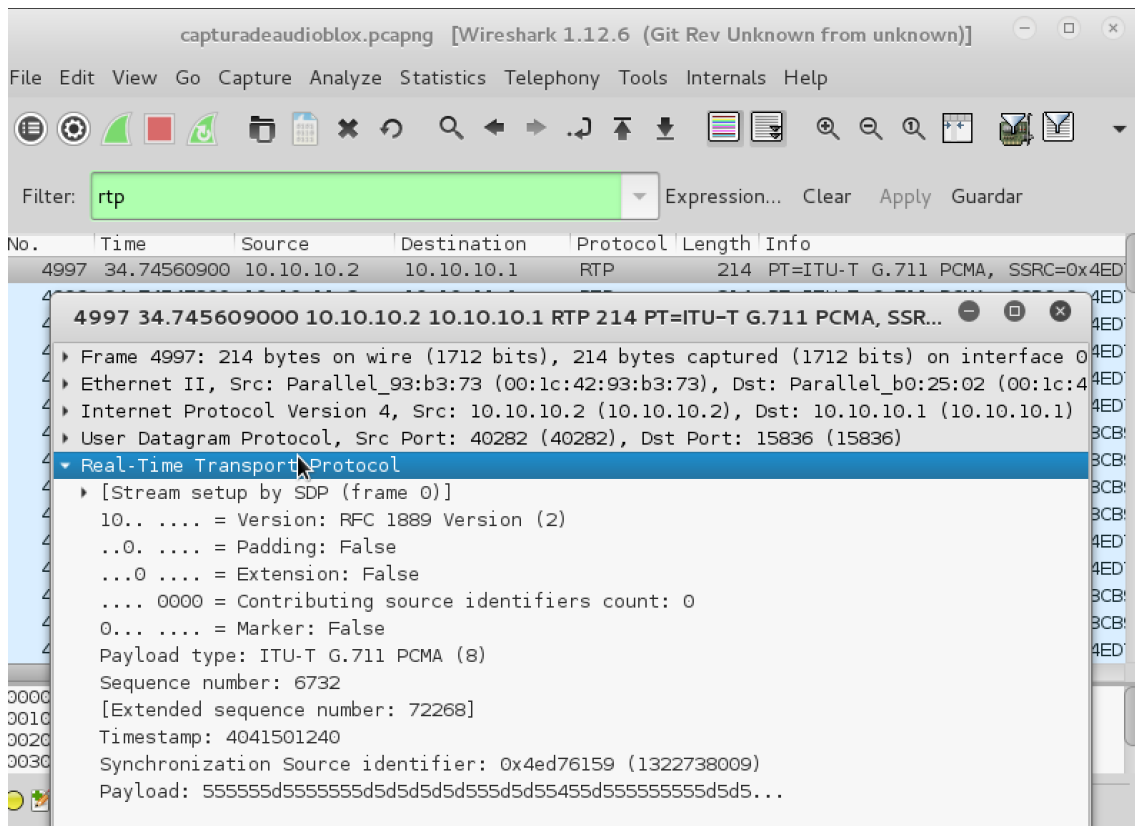 capturadeaudioblox.pcapng [Wireshark 1.12.6 (Git Rev Unknown from unknown)]
File Edit View Go Capture Analyze Statistics Telephony Tools Internals Help
Filter: rtp Expression... Clear Apply Guardar
No. Time Source Destination Protocol Length Info
4997 34.74560900 10.10.10.2 10.10.10.1 RTP 214 PT=ITU-T G.711 PCMA, SSRC=0x4ED
4997 34.745609000 10.10.10.2 10.10.10.1 RTP 214 PT=ITU-T G.711 PCMA, SSR...
Frame 4997: 214 bytes on wire (1712 bits), 214 bytes captured (1712 bits) on interface 0
Ethernet II, Src: Parallel_93:b3:73 (00:1c:42:93:b3:73), Dst: Parallel_b0:25:02 (00:1c:4
Internet Protocol Version 4, Src: 10.10.10.2 (10.10.10.2), Dst: 10.10.10.1 (10.10.10.1)
User Datagram Protocol, Src Port: 40282 (40282), Dst Port: 15836 (15836)
Real-Time Transport Protocol
[Stream setup by SDP (frame 0)]
10.. .... = Version: RFC 1889 Version (2)
..0. .... = Padding: False
...0 .... = Extension: False
.... 0000 = Contributing source identifiers count: 0
0... .... = Marker: False
Payload type: ITU-T G.711 PCMA (8)
Sequence number: 6732
[Extended sequence number: 72268]
Timestamp: 4041501240
Synchronization Source identifier: 0x4ed76159 (1322738009)
Payload: 555555d5555555d5d5d5d5d555d5d55455d555555555d5d5...
0000
0010
0020
0030